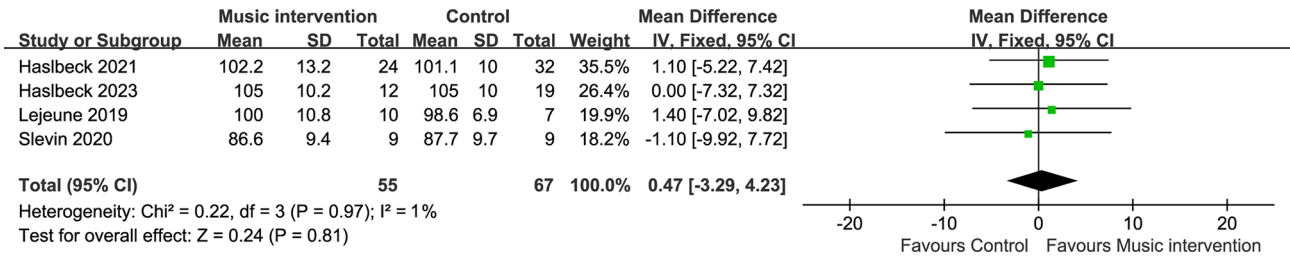 Music intervention Control Mean Difference Mean Difference
Study or Subgroup Mean SD Total Mean SD Total Weight IV, Fixed, 95% CI IV, Fixed, 95% CI
Haslbeck 2021 102.2 13.2 24 101.1 10 32 35.5% 1.10 [-5.22, 7.42]
Haslbeck 2023 105 10.2 12 105 10 19 26.4% 0.00 [-7.32, 7.32]
Lejeune 2019 100 10.8 10 98.6 6.9 7 19.9% 1.40 [-7.02, 9.82]
Slevin 2020 86.6 9.4 9 87.7 9.7 9 18.2% -1.10 [-9.92, 7.72]
Total (95% CI) 55 67 100.0% 0.47 [-3.29, 4.23]
Heterogeneity: Chi² = 0.22, df = 3 (P = 0.97); I² = 1%
Test for overall effect: Z = 0.24 (P = 0.81)
-20 -10 0 10 20
Favours Control Favours Music intervention